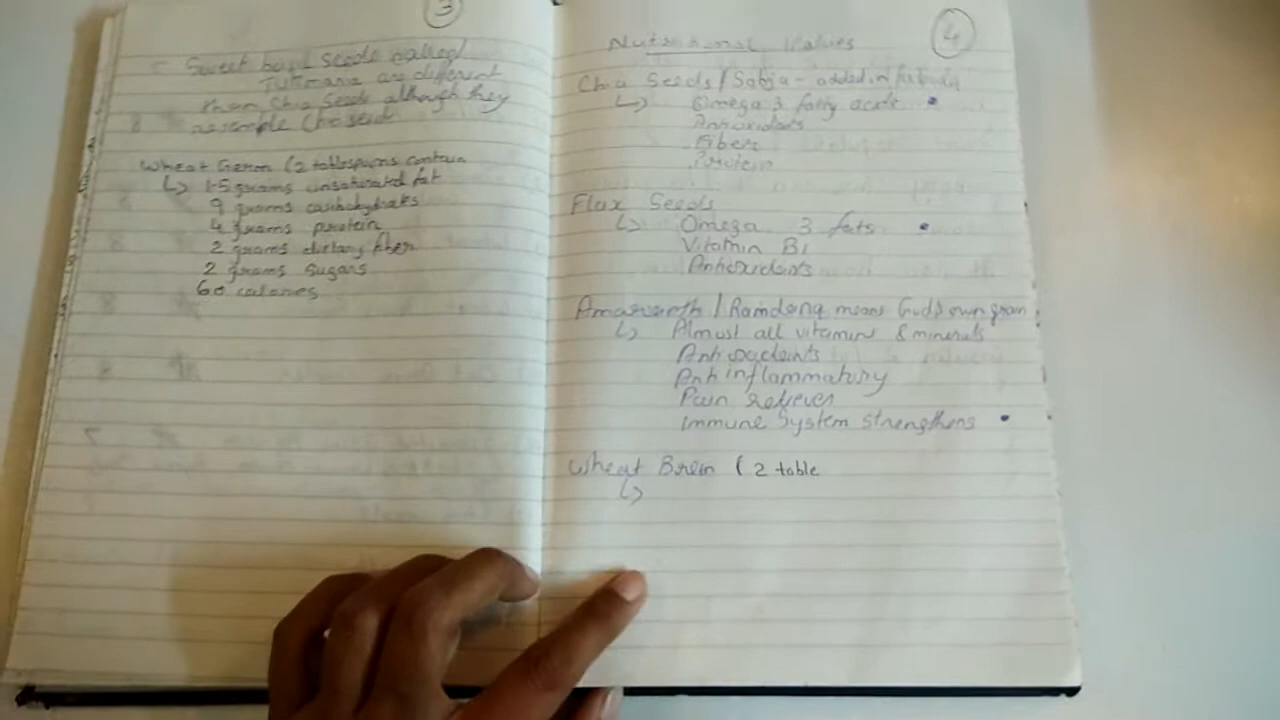 3
Sweet basil seeds called
Tukmaria are different
than Chia Seeds although they
resemble Chia seed
Wheat Germ (2 tablespoons contain
↳ 1.5 grams unsaturated fat
9 grams carbohydrates
4 grams protein
2 grams dietary fiber
2 grams sugars
60 calories
4
Nutritional Values
Chia Seeds / Sabja - added in faluda
↳ Omega 3 fatty acids
Antioxidants
Fiber
Protein
Flax Seeds
↳ Omega 3 fats
Vitamin B1
Antioxidants
Amaranth / Ramdana means God's own grain
↳ Almost all vitamins & minerals
Antioxidants
Anti inflammatory
Pain reliever
Immune System strengthens
Wheat Bran ( 2 table
↳